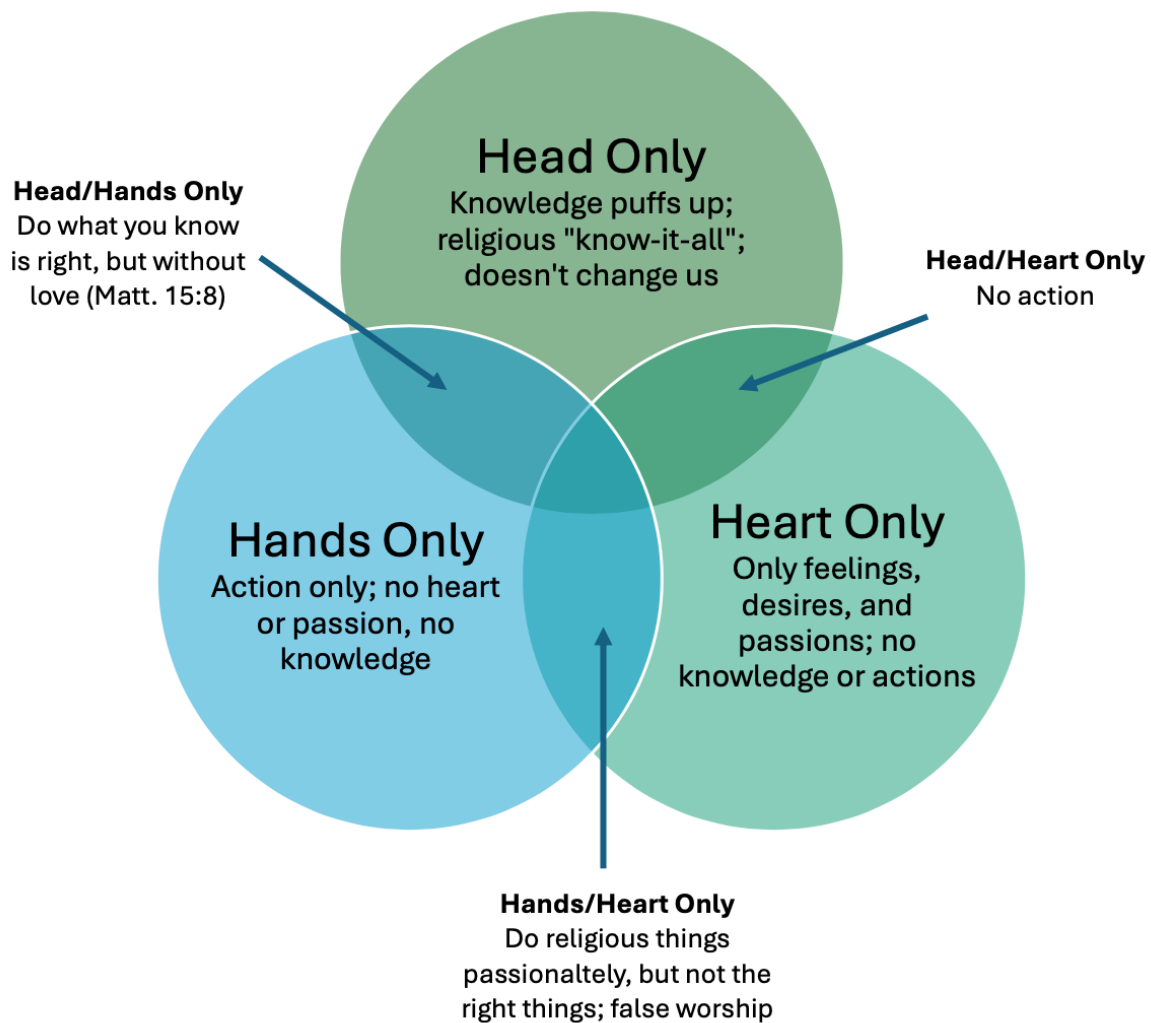 Head Only
Knowledge puffs up;
religious "know-it-all";
doesn't change us
Head/Hands Only
Do what you know
is right, but without
love (Matt. 15:8)
Head/Heart Only
No action
Hands Only
Action only; no heart
or passion, no
knowledge
Heart Only
Only feelings,
desires, and
passions; no
knowledge or actions
Hands/Heart Only
Do religious things
passionaltely, but not the
right things; false worship